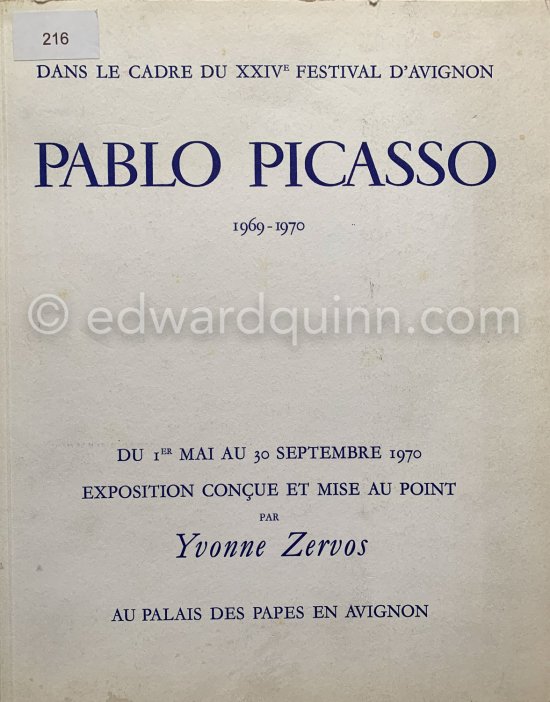 216
DANS LE CADRE DU XXIVE FESTIVAL D'AVIGNON
PABLO PICASSO
1969-1970
© edwardquinn.com
DU 1ER MAI AU 30 SEPTEMBRE 1970
EXPOSITION CONÇUE ET MISE AU POINT
PAR
Yvonne Zervos
AU PALAIS DES PAPES EN AVIGNON